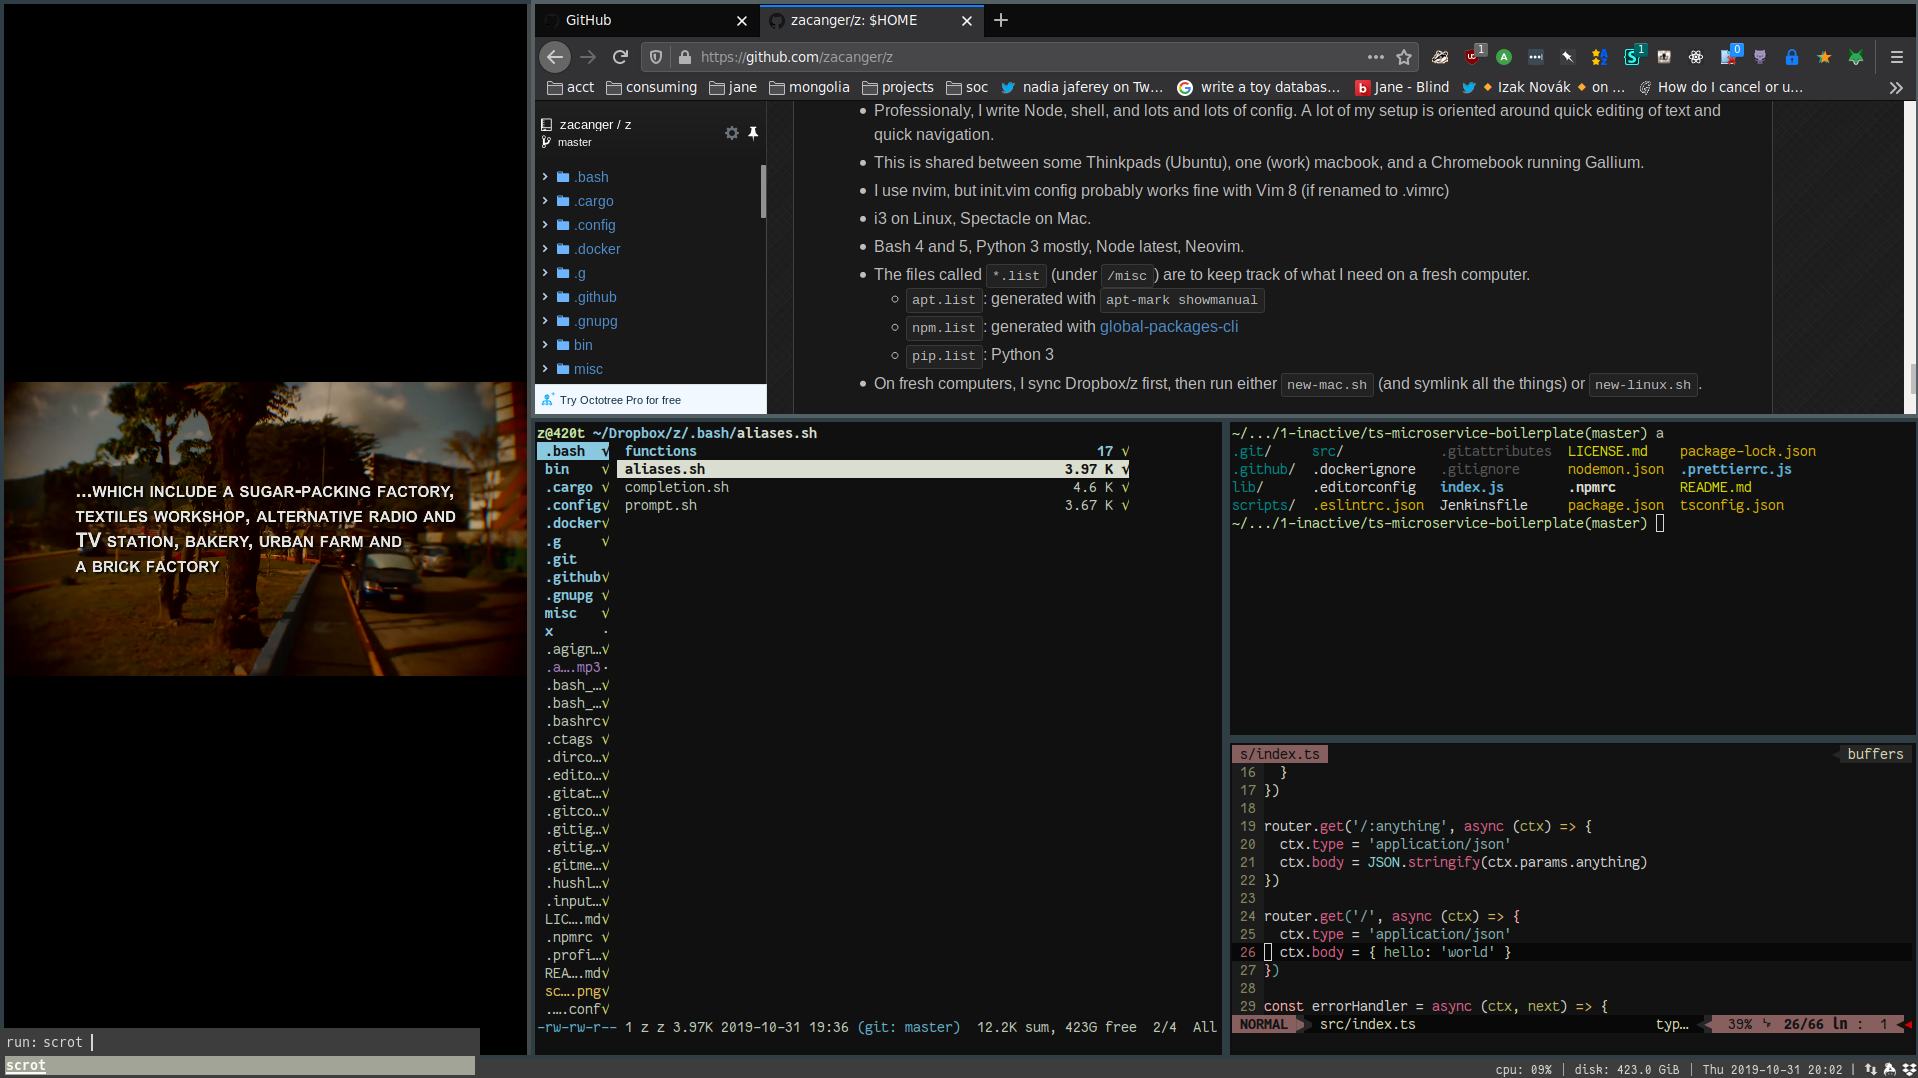 ...WHICH INCLUDE A SUGAR-PACKING FACTORY,
TEXTILES WORKSHOP, ALTERNATIVE RADIO AND
TV STATION, BAKERY, URBAN FARM AND
A BRICK FACTORY
run: scrot
scrot
GitHub
zacanger/z: $HOME
https://github.com/zacanger/z
1
1
0
acct consuming jane mongolia projects soc nadia jaferey on Tw... write a toy databas... Jane - Blind Izak Novák on ... How do I cancel or u...
zacanger / z
master
.bash
.cargo
.config
.docker
.g
.github
.gnupg
bin
misc
Try Octotree Pro for free
Professionaly, I write Node, shell, and lots and lots of config. A lot of my setup is oriented around quick editing of text and
quick navigation.
This is shared between some Thinkpads (Ubuntu), one (work) macbook, and a Chromebook running Gallium.
I use nvim, but init.vim config probably works fine with Vim 8 (if renamed to .vimrc)
i3 on Linux, Spectacle on Mac.
Bash 4 and 5, Python 3 mostly, Node latest, Neovim.
The files called *.list (under /misc) are to keep track of what I need on a fresh computer.
apt.list: generated with apt-mark showmanual
npm.list: generated with global-packages-cli
pip.list: Python 3
On fresh computers, I sync Dropbox/z first, then run either new-mac.sh (and symlink all the things) or new-linux.sh.
z@420t ~/Dropbox/z/.bash/aliases.sh
.bash √ functions 17 √
bin √ aliases.sh 3.97 K √
.cargo √ completion.sh 4.6 K √
.config√ prompt.sh 3.67 K √
.docker√
.g √
.git
.github√
.gnupg √
misc √
x ·
.agign…√
.a….mp3·
.bash_…√
.bash_…√
.bashrc√
.ctags √
.dirco…√
.edito…√
.gitat…√
.gitco…√
.gitig…√
.gitig…√
.gitme…√
.hushl…√
.input…√
LIC….md√
.npmrc √
.profi…√
REA….md√
sc….png√
.….conf√
-rw-rw-r-- 1 z z 3.97K 2019-10-31 19:36 (git: master) 12.2K sum, 423G free 2/4 All
~/.../1-inactive/ts-microservice-boilerplate(master) a
.git/ src/ .gitattributes LICENSE.md package-lock.json
.github/ .dockerignore .gitignore nodemon.json .prettierrc.js
lib/ .editorconfig index.js .npmrc README.md
scripts/ .eslintrc.json Jenkinsfile package.json tsconfig.json
~/.../1-inactive/ts-microservice-boilerplate(master)
s/index.ts buffers
16 }
17 })
18
19 router.get('/:anything', async (ctx) => {
20 ctx.type = 'application/json'
21 ctx.body = JSON.stringify(ctx.params.anything)
22 })
23
24 router.get('/', async (ctx) => {
25 ctx.type = 'application/json'
26 ctx.body = { hello: 'world' }
27 })
28
29 const errorHandler = async (ctx, next) => {
NORMAL src/index.ts typ… 39% 26/66 ln : 1
cpu: 09% | disk: 423.0 GiB | Thu 2019-10-31 20:02 |